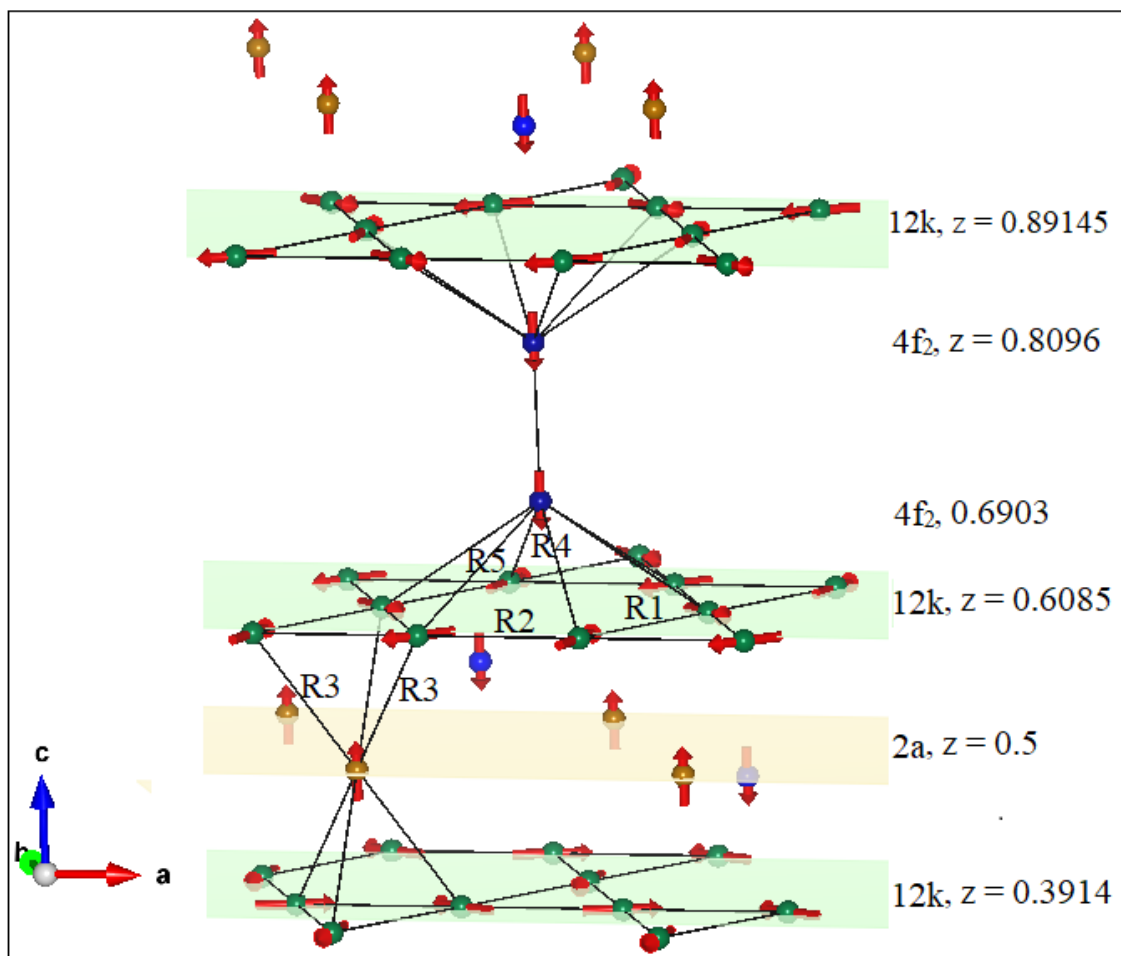 12k, z = 0.89145
4f₂, z = 0.8096
4f₂, 0.6903
R4
R5
12k, z = 0.6085
R1
R2
R3
R3
2a, z = 0.5
c
b
a
12k, z = 0.3914